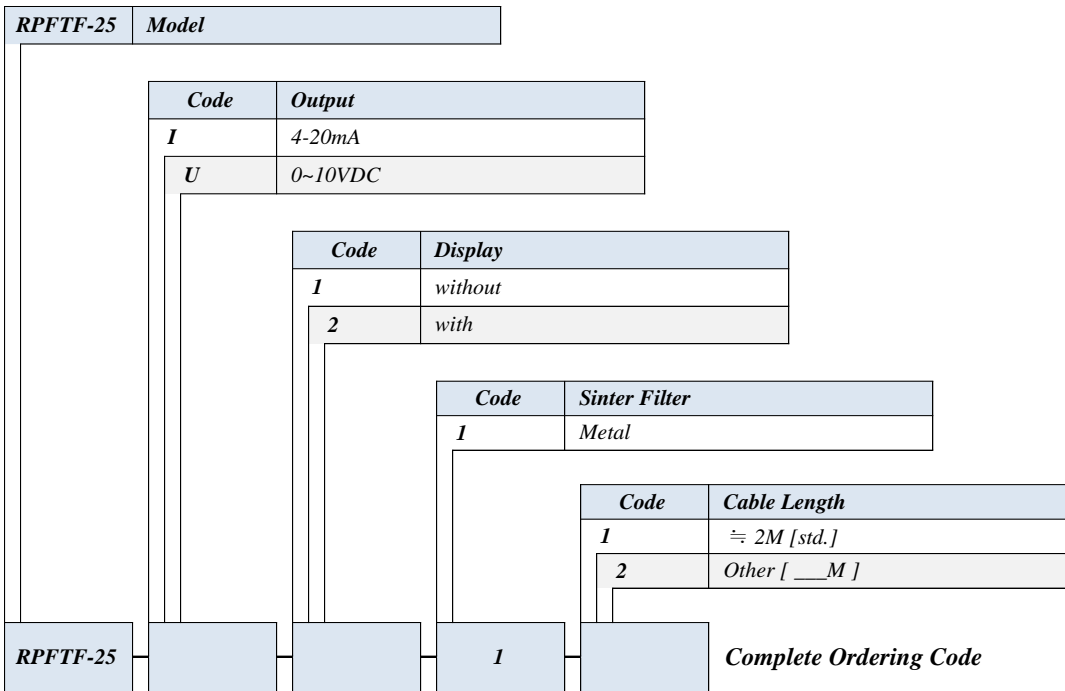 RPFTF-25 Model
Code Output
I 4-20mA
U 0~10VDC
Code Display
1 without
2 with
Code Sinter Filter
1 Metal
Code Cable Length
1 ≒ 2M [std.]
2 Other [ ___M ]
RPFTF-25 1 Complete Ordering Code